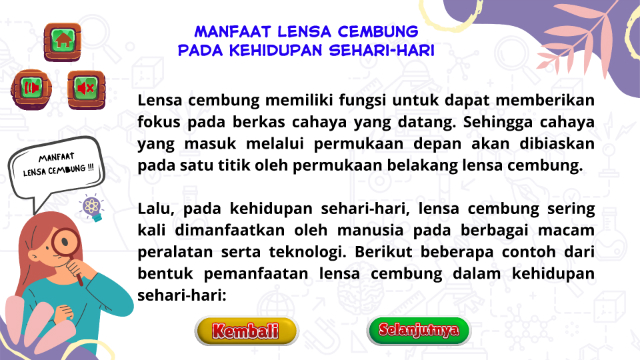 MANFAAT LENSA CEMBUNG
PADA KEHIDUPAN SEHARI-HARI
Lensa cembung memiliki fungsi untuk dapat memberikan
fokus pada berkas cahaya yang datang. Sehingga cahaya
yang masuk melalui permukaan depan akan dibiaskan
pada satu titik oleh permukaan belakang lensa cembung.
MANFAAT
LENSA CEMBUNG !!!
Lalu, pada kehidupan sehari-hari, lensa cembung sering
kali dimanfaatkan oleh manusia pada berbagai macam
peralatan serta teknologi. Berikut beberapa contoh dari
bentuk pemanfaatan lensa cembung dalam kehidupan
sehari-hari:
Kembali
Selanjutnya